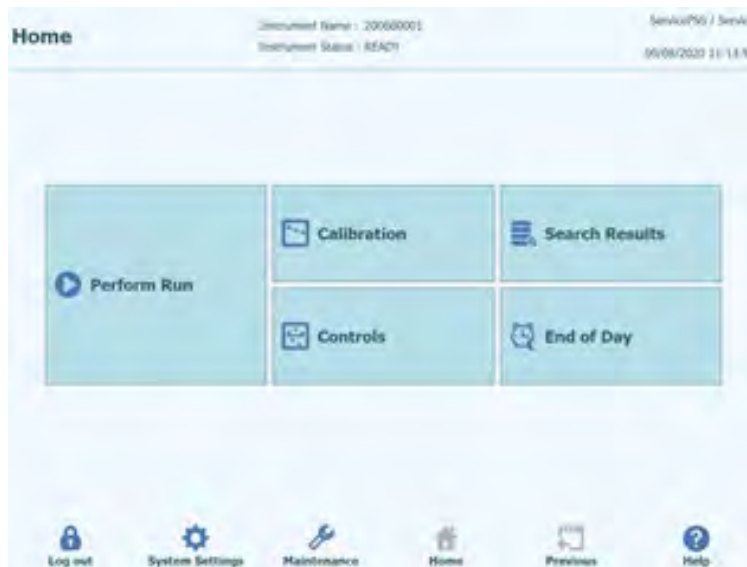 Home
Instrument Name : 200600001
Instrument Status : READY
Perform Run
Calibration
Search Results
Controls
End of Day
Log out
System Settings
Maintenance
Home
Previous
Help